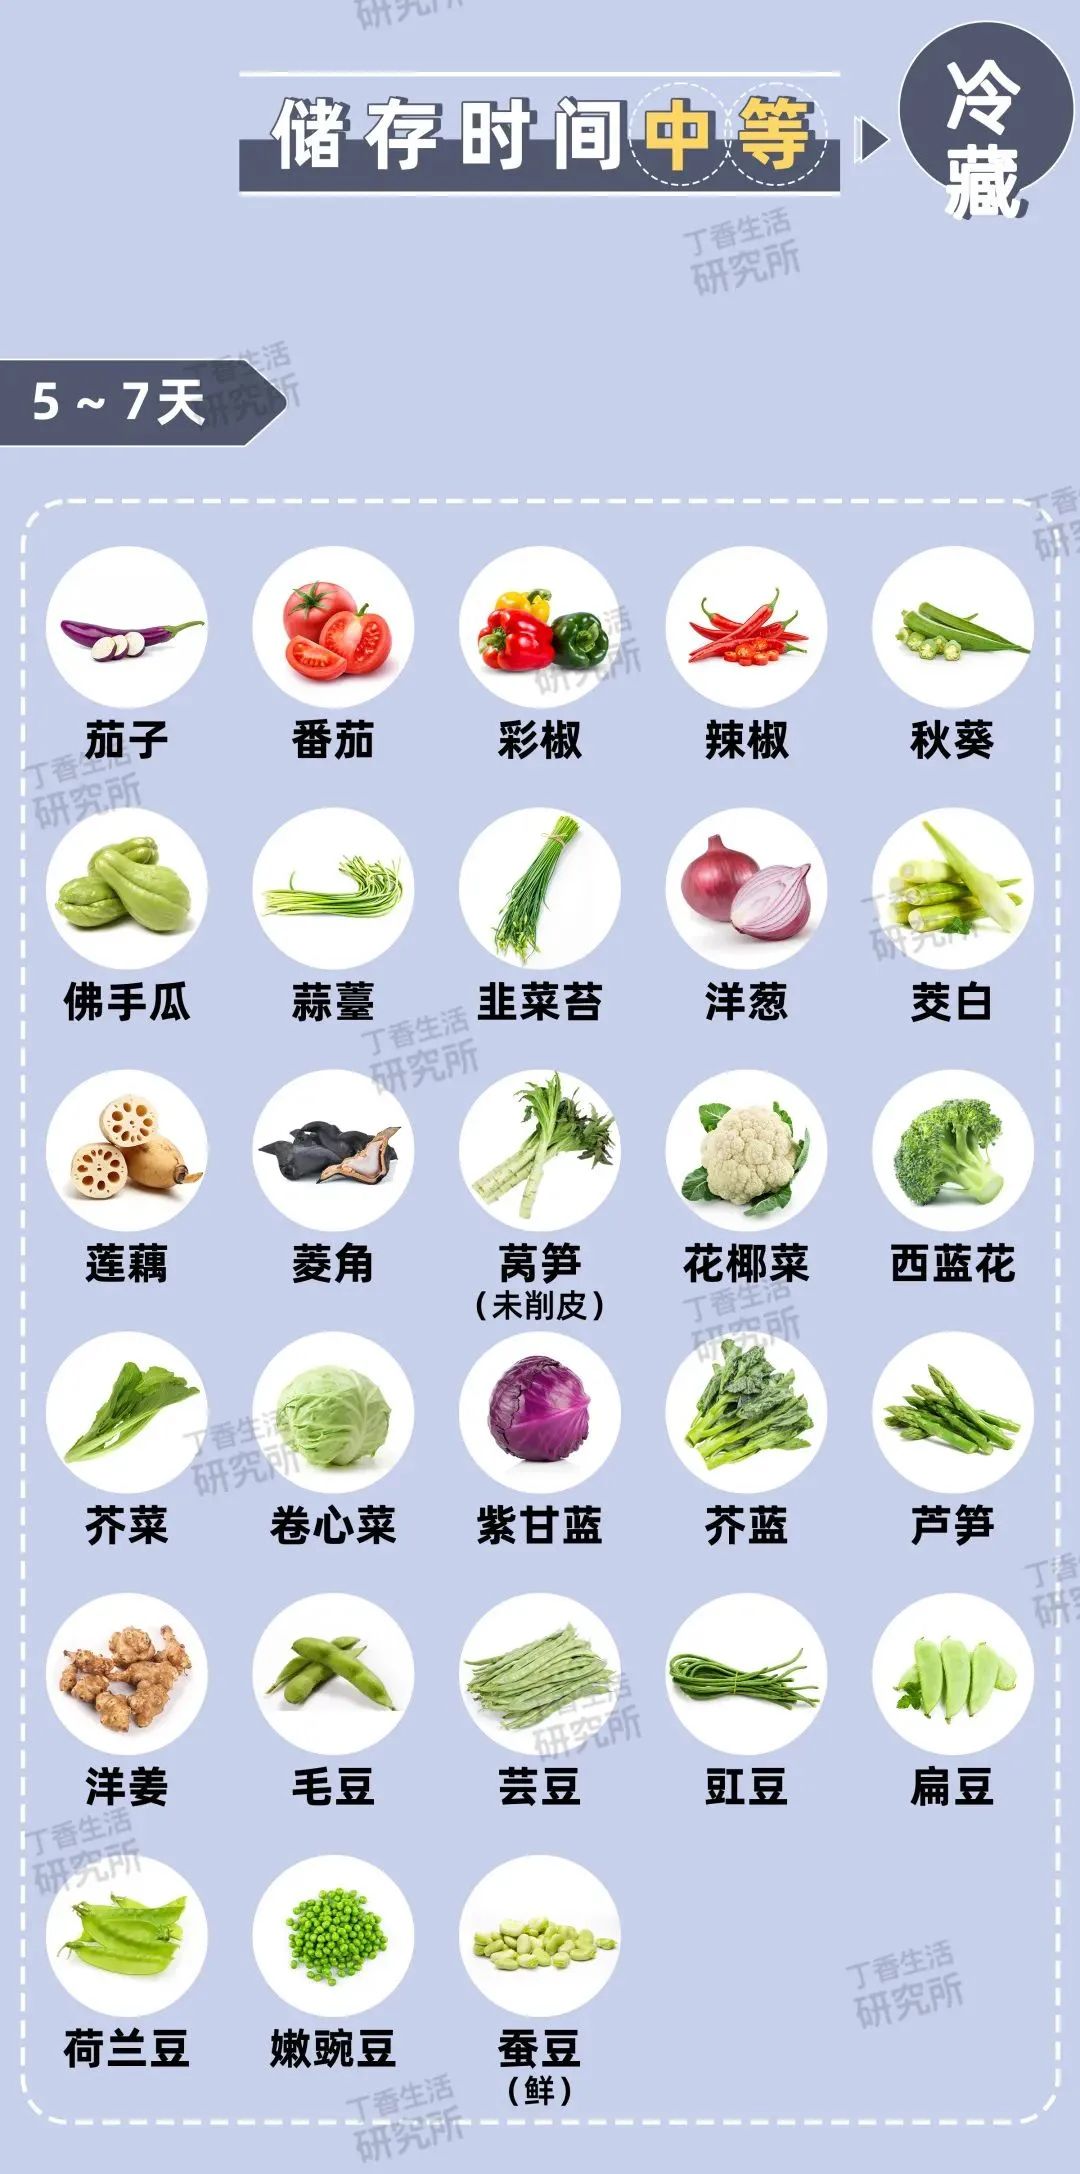 储存时间中等
冷藏
5~7天
茄子 番茄 彩椒 辣椒 秋葵
佛手瓜 蒜薹 韭菜苔 洋葱 茭白
莲藕 菱角 莴笋 花椰菜 西蓝花
(未削皮)
芥菜 卷心菜 紫甘蓝 芥蓝 芦笋
洋姜 毛豆 芸豆 豇豆 扁豆
荷兰豆 嫩豌豆 蚕豆
(鲜)
丁香生活
研究所